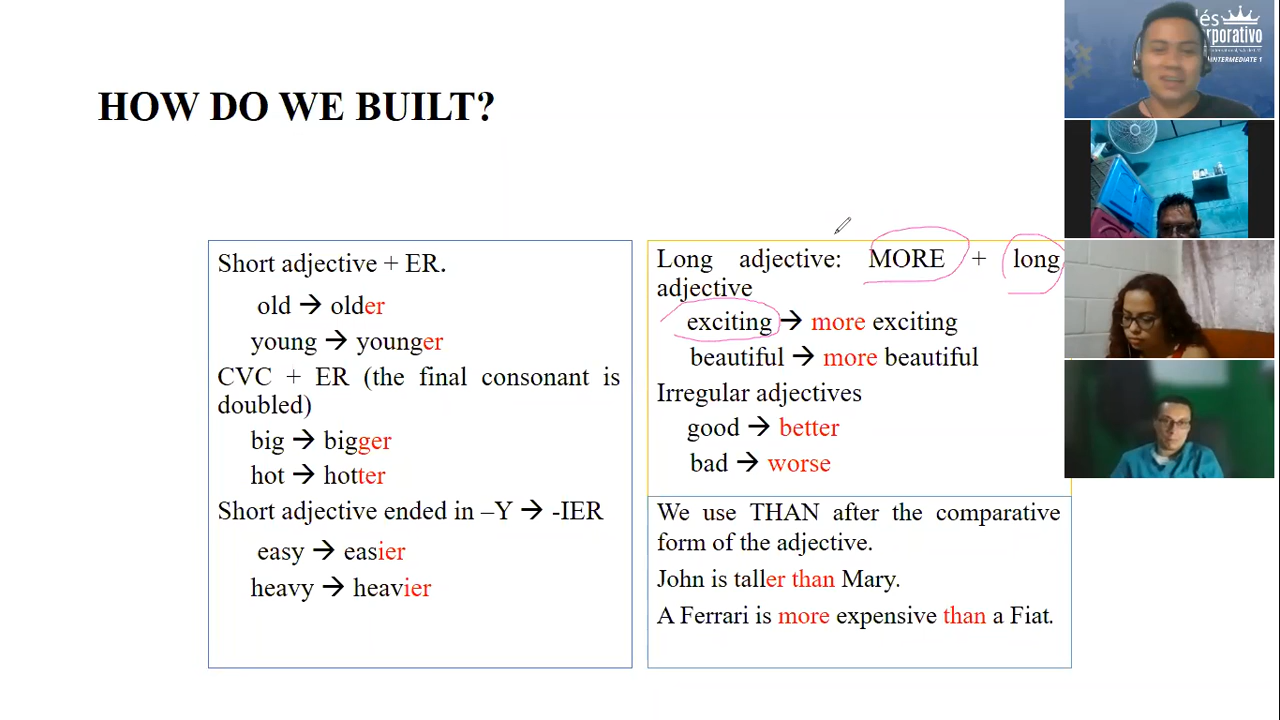 HOW DO WE BUILT?
Short adjective + ER.
old → older
young → younger
CVC + ER (the final consonant is
doubled)
big → bigger
hot → hotter
Short adjective ended in –Y → -IER
easy → easier
heavy → heavier
Long adjective: MORE + long
adjective
exciting → more exciting
beautiful → more beautiful
Irregular adjectives
good → better
bad → worse
We use THAN after the comparative
form of the adjective.
John is taller than Mary.
A Ferrari is more expensive than a Fiat.
és
rporativo
INTERMEDIATE 1